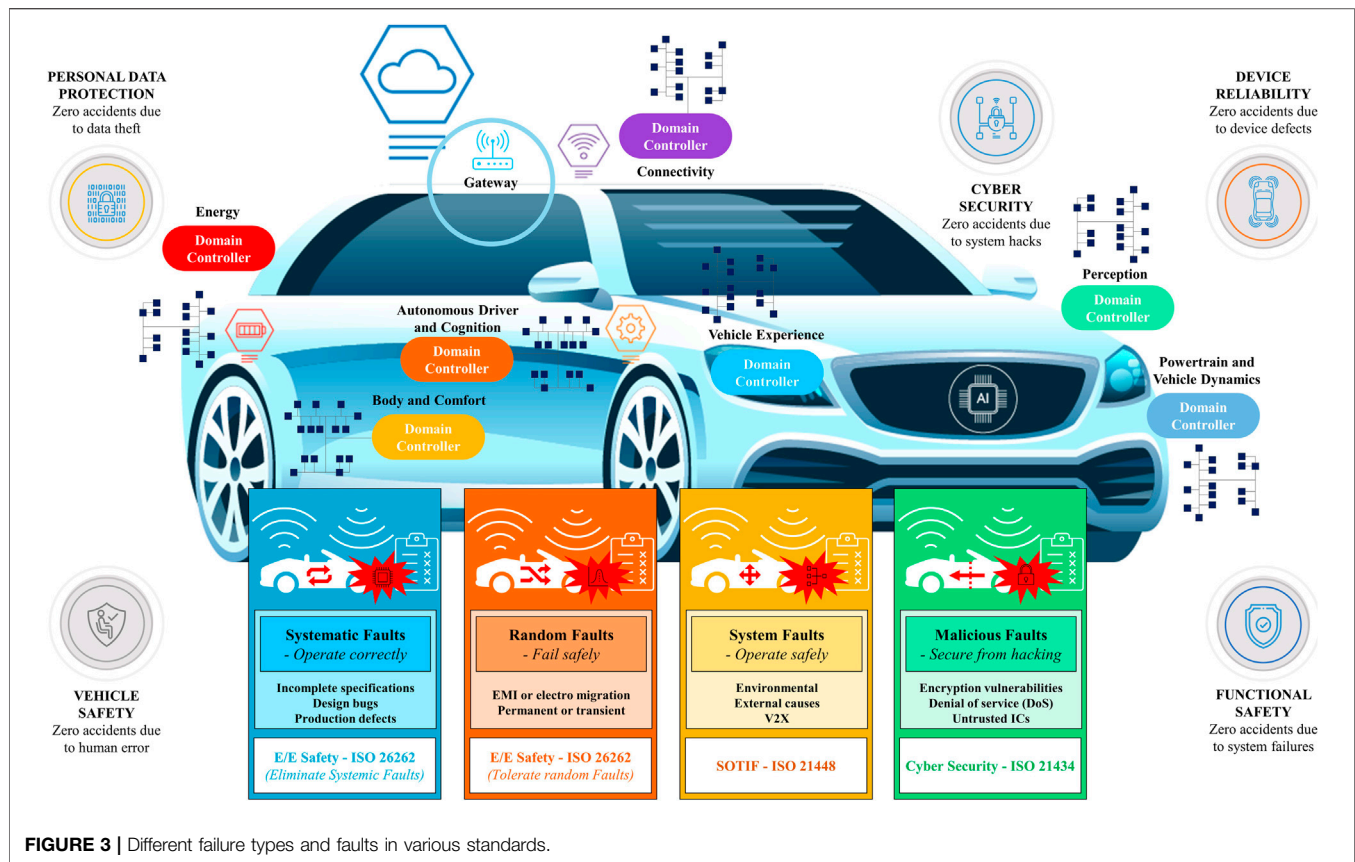 PERSONAL DATA
PROTECTION
Zero accidents due
to data theft
Gateway
Domain
Controller
Connectivity
CYBER
SECURITY
Zero accidents due
to system hacks
DEVICE
RELIABILITY
Zero accidents due
to device defects
Energy
Domain
Controller
Perception
Domain
Controller
Autonomous Driver
and Cognition
Domain
Controller
Vehicle Experience
Domain
Controller
AI
Powertrain and
Vehicle Dynamics
Domain
Controller
Body and Comfort
Domain
Controller
VEHICLE
SAFETY
Zero accidents due
to human error
Systematic Faults
- Operate correctly
Incomplete specifications
Design bugs
Production defects
E/E Safety - ISO 26262
(Eliminate Systemic Faults)
Random Faults
- Fail safely
EMI or electro migration
Permanent or transient
E/E Safety - ISO 26262
(Tolerate random Faults)
System Faults
- Operate safely
Environmental
External causes
V2X
SOTIF - ISO 21448
Malicious Faults
- Secure from hacking
Encryption vulnerabilities
Denial of service (DoS)
Untrusted ICs
Cyber Security - ISO 21434
FUNCTIONAL
SAFETY
Zero accidents due
to system failures
FIGURE 3 | Different failure types and faults in various standards.